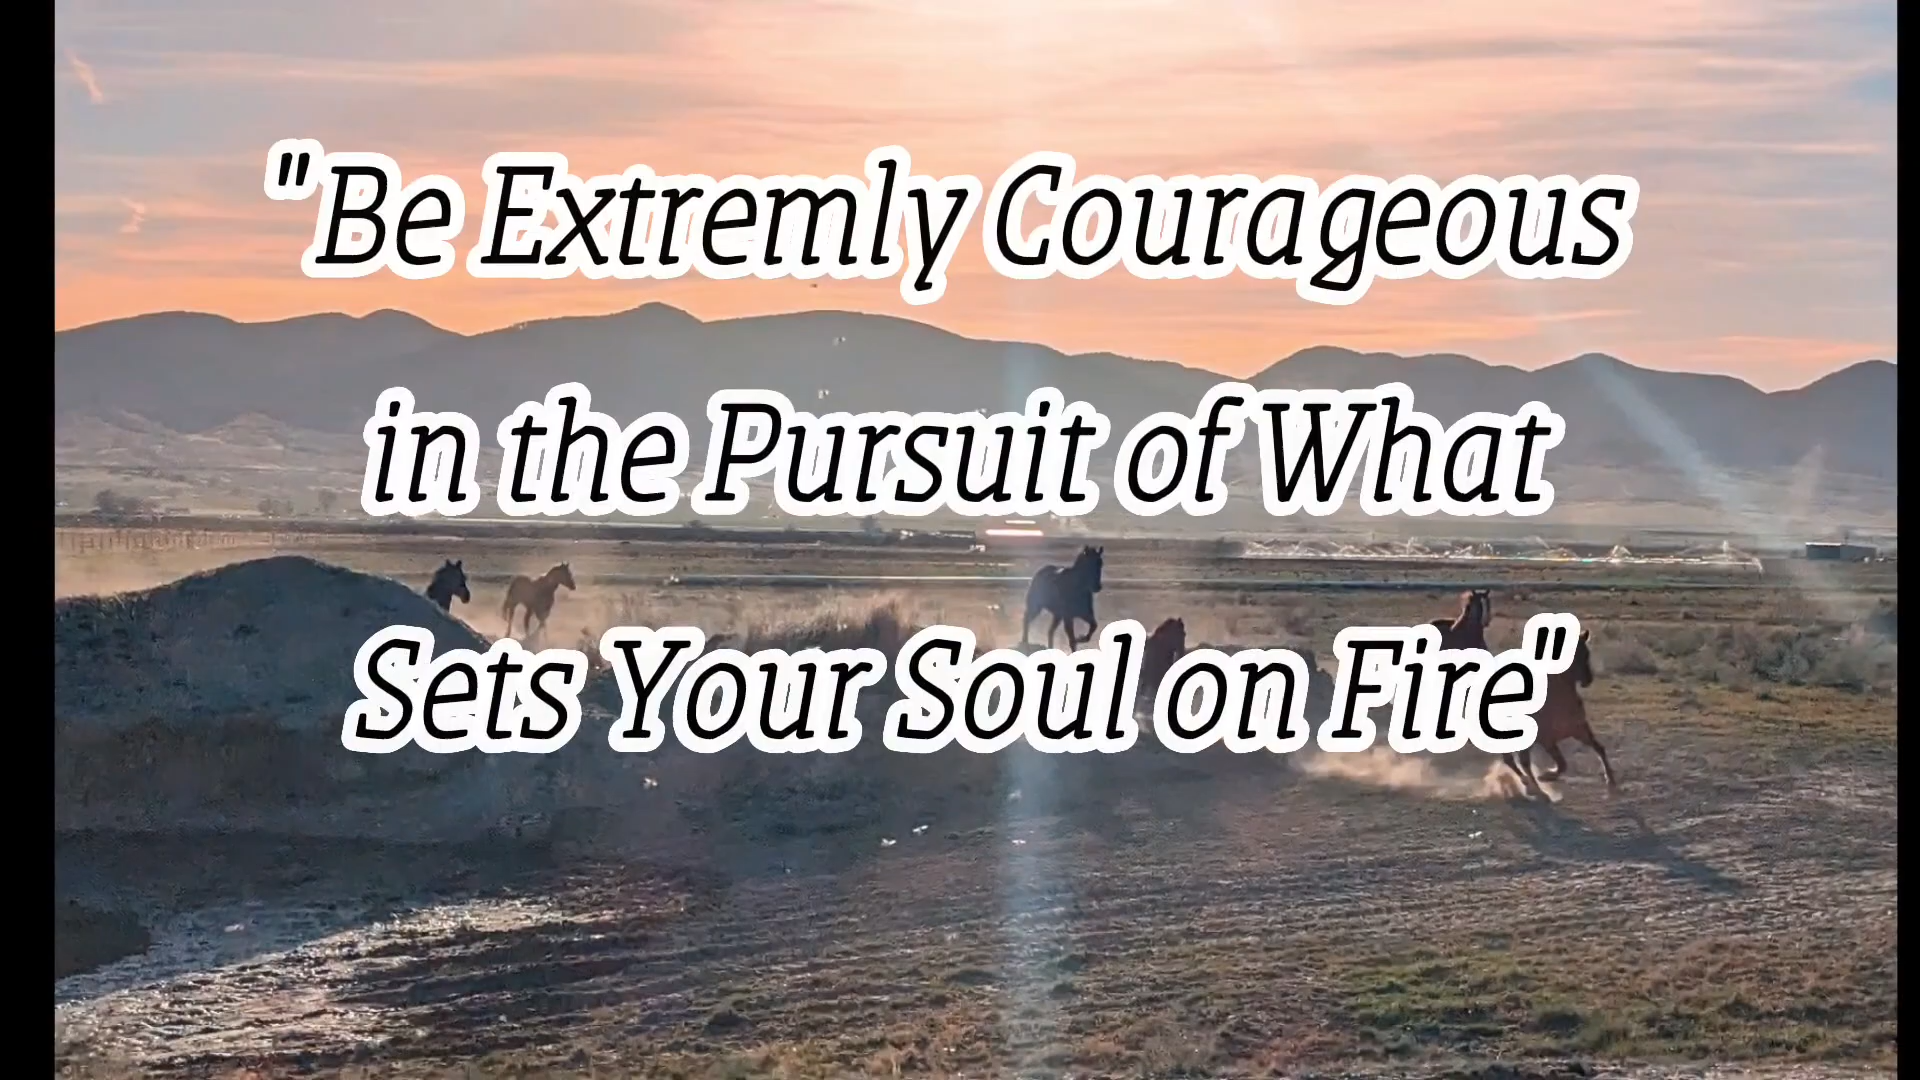 "Be Extremly Courageous
in the Pursuit of What
Sets Your Soul on Fire"